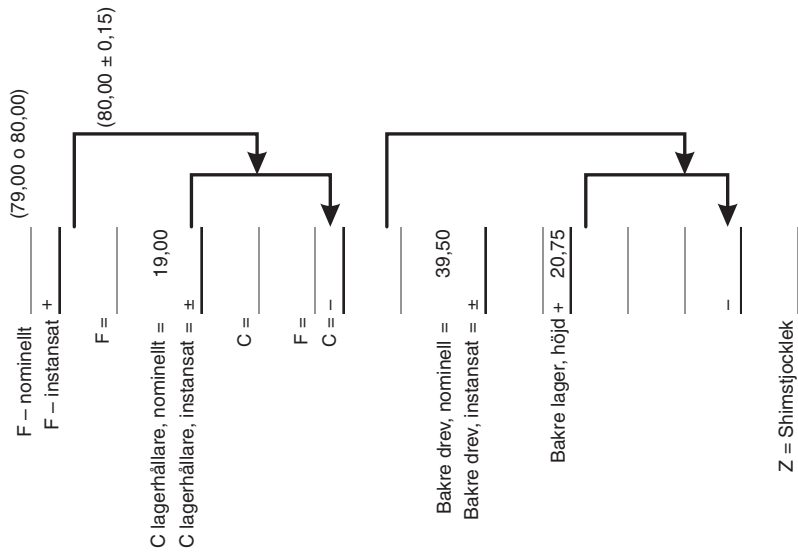 F – nominellt (79,00 o 80,00)
F – instansat +
F = (80,00 ± 0,15)
C lagerhållare, nominellt = 19,00
C lagerhållare, instansat = ±
C =
F =
C = –
Bakre drev, nominell = 39,50
Bakre drev, instansat = ±
Bakre lager, höjd + 20,75
–
Z = Shimstjocklek